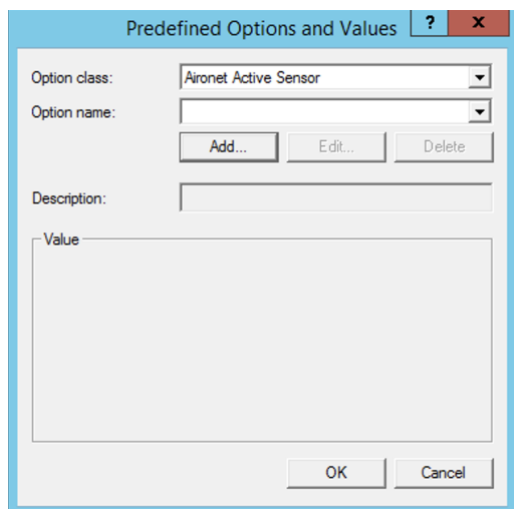 Predefined Options and Values ? x
Option class: Aironet Active Sensor
Option name:
Add... Edit... Delete
Description:
Value
OK Cancel